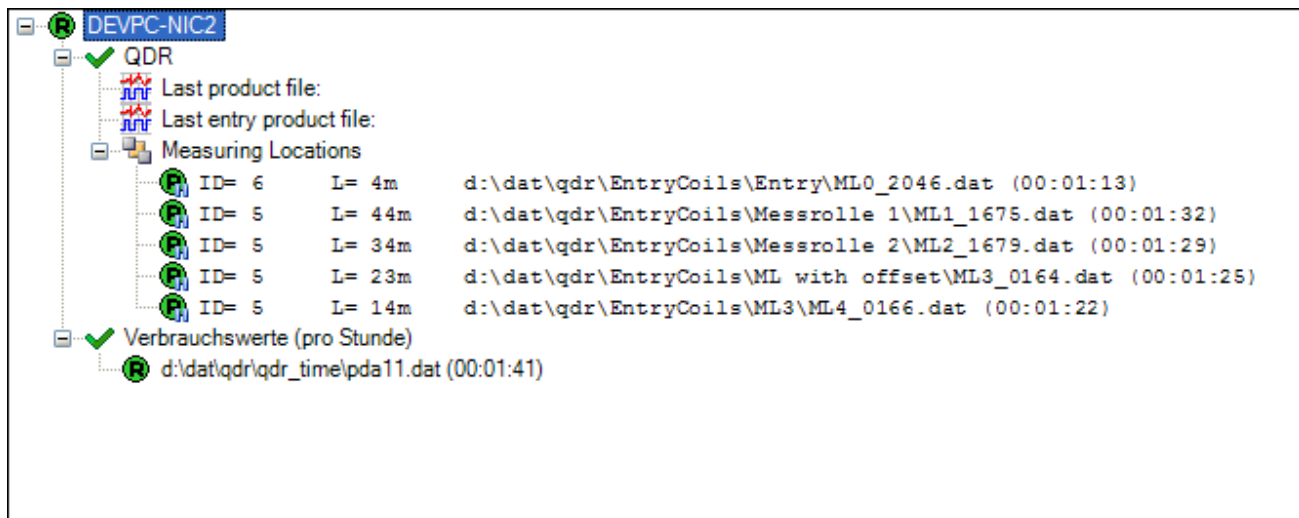 DEVPC-NIC2
QDR
Last product file:
Last entry product file:
Measuring Locations
ID= 6 L= 4m d:\dat\qdr\EntryCoils\Entry\ML0_2046.dat (00:01:13)
ID= 5 L= 44m d:\dat\qdr\EntryCoils\Messrolle 1\ML1_1675.dat (00:01:32)
ID= 5 L= 34m d:\dat\qdr\EntryCoils\Messrolle 2\ML2_1679.dat (00:01:29)
ID= 5 L= 23m d:\dat\qdr\EntryCoils\ML with offset\ML3_0164.dat (00:01:25)
ID= 5 L= 14m d:\dat\qdr\EntryCoils\ML3\ML4_0166.dat (00:01:22)
Verbrauchswerte (pro Stunde)
d:\dat\qdr\qdr_time\pda11.dat (00:01:41)